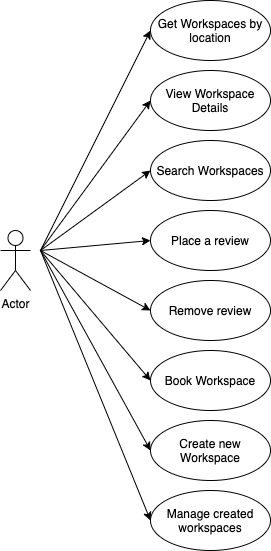 Get Workspaces by
location
View Workspace
Details
Search Workspaces
Place a review
Actor
Remove review
Book Workspace
Create new
Workspace
Manage created
workspaces